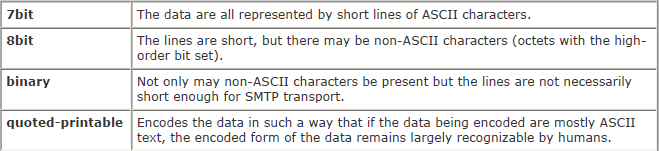 7bit The data are all represented by short lines of ASCII characters.
8bit The lines are short, but there may be non-ASCII characters (octets with the high-
order bit set).
binary Not only may non-ASCII characters be present but the lines are not necessarily
short enough for SMTP transport.
quoted-printable Encodes the data in such a way that if the data being encoded are mostly ASCII
text, the encoded form of the data remains largely recognizable by humans.